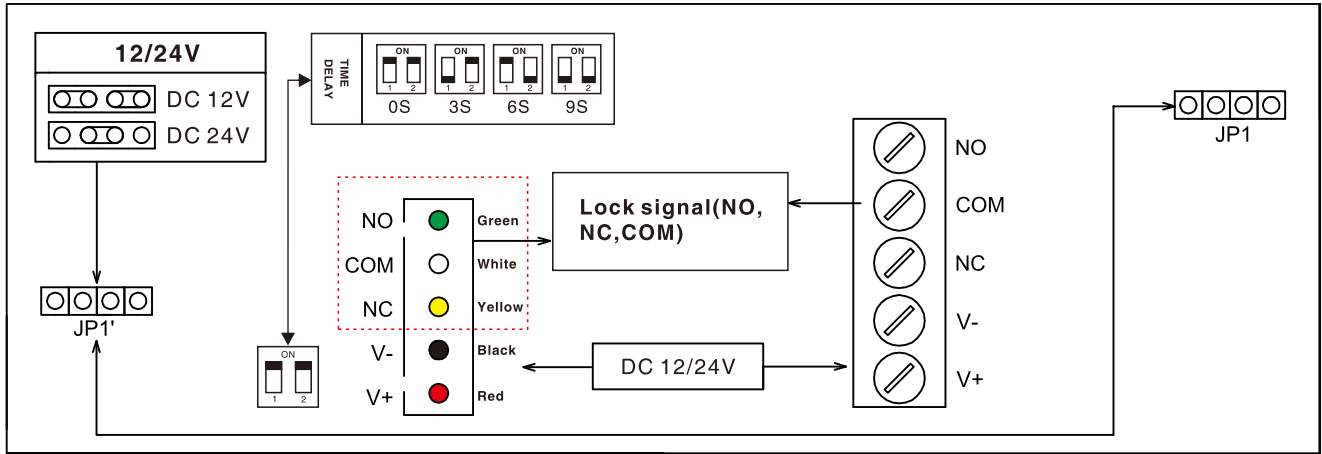 12/24V
DC 12V
DC 24V
TIME
DELAY
ON
1 2
0S
ON
1 2
3S
ON
1 2
6S
ON
1 2
9S
JP1
JP1'
ON
1 2
NO Green
COM White
NC Yellow
V- Black
V+ Red
Lock signal(NO,
NC,COM)
DC 12/24V
NO
COM
NC
V-
V+